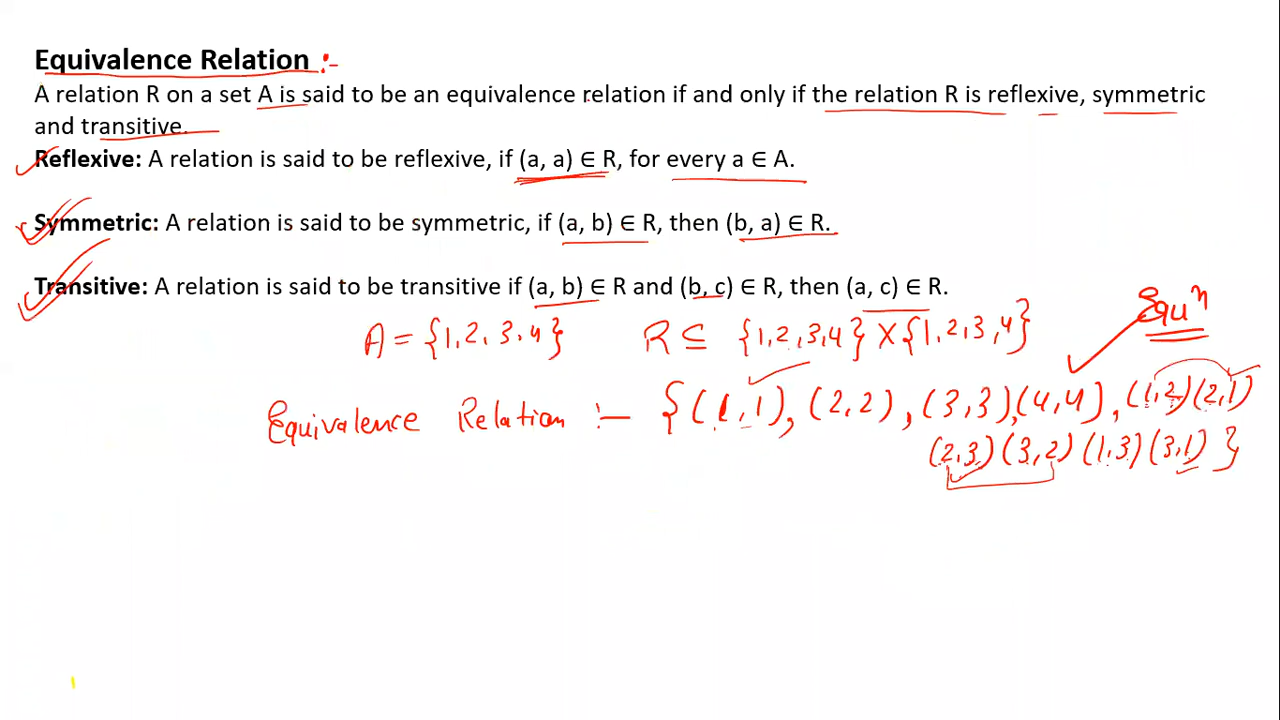 Equivalence Relation :-
A relation R on a set A is said to be an equivalence relation if and only if the relation R is reflexive, symmetric
and transitive.
Reflexive: A relation is said to be reflexive, if (a, a) ∈ R, for every a ∈ A.
Symmetric: A relation is said to be symmetric, if (a, b) ∈ R, then (b, a) ∈ R.
Transitive: A relation is said to be transitive if (a, b) ∈ R and (b, c) ∈ R, then (a, c) ∈ R.
Equⁿ
A = {1,2,3,4} R ⊆ {1,2,3,4} X {1,2,3,4}
Equivalence Relation :- {(1,1), (2,2), (3,3),(4,4), (1,2)(2,1)
(2,3)(3,2)(1,3)(3,1)}